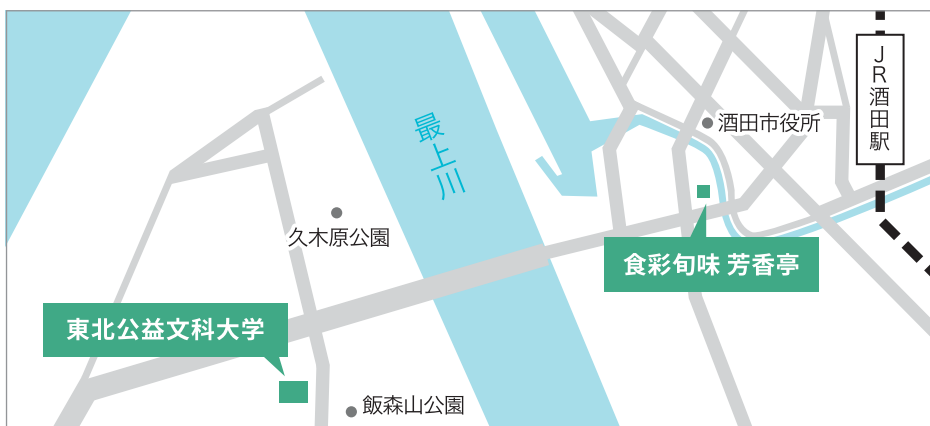 最上川
酒田市役所
JR酒田駅
久木原公園
食彩旬味 芳香亭
東北公益文科大学
飯森山公園